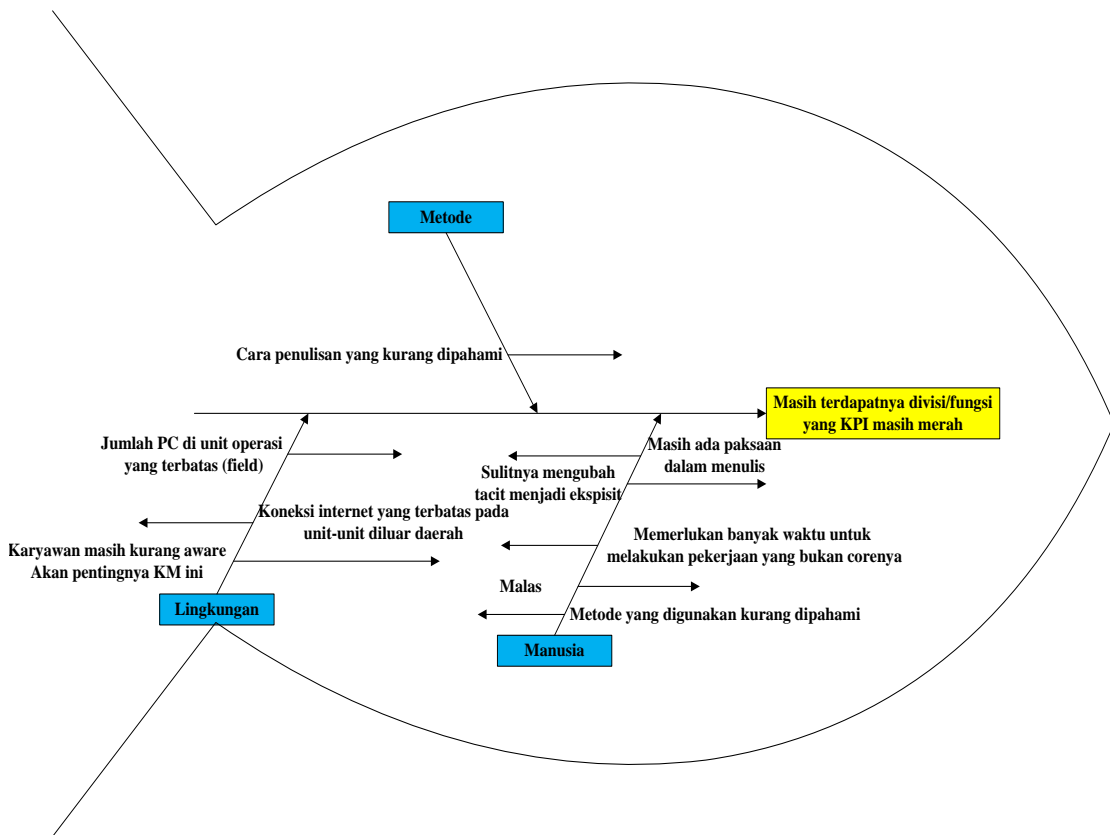 Metode
Cara penulisan yang kurang dipahami
Masih terdapatnya divisi/fungsi
yang KPI masih merah
Jumlah PC di unit operasi
yang terbatas (field)
Masih ada paksaan
dalam menulis
Sulitnya mengubah
tacit menjadi ekspisit
Koneksi internet yang terbatas pada
unit-unit diluar daerah
Karyawan masih kurang aware
Akan pentingnya KM ini
Memerlukan banyak waktu untuk
melakukan pekerjaan yang bukan corenya
Malas
Metode yang digunakan kurang dipahami
Lingkungan
Manusia